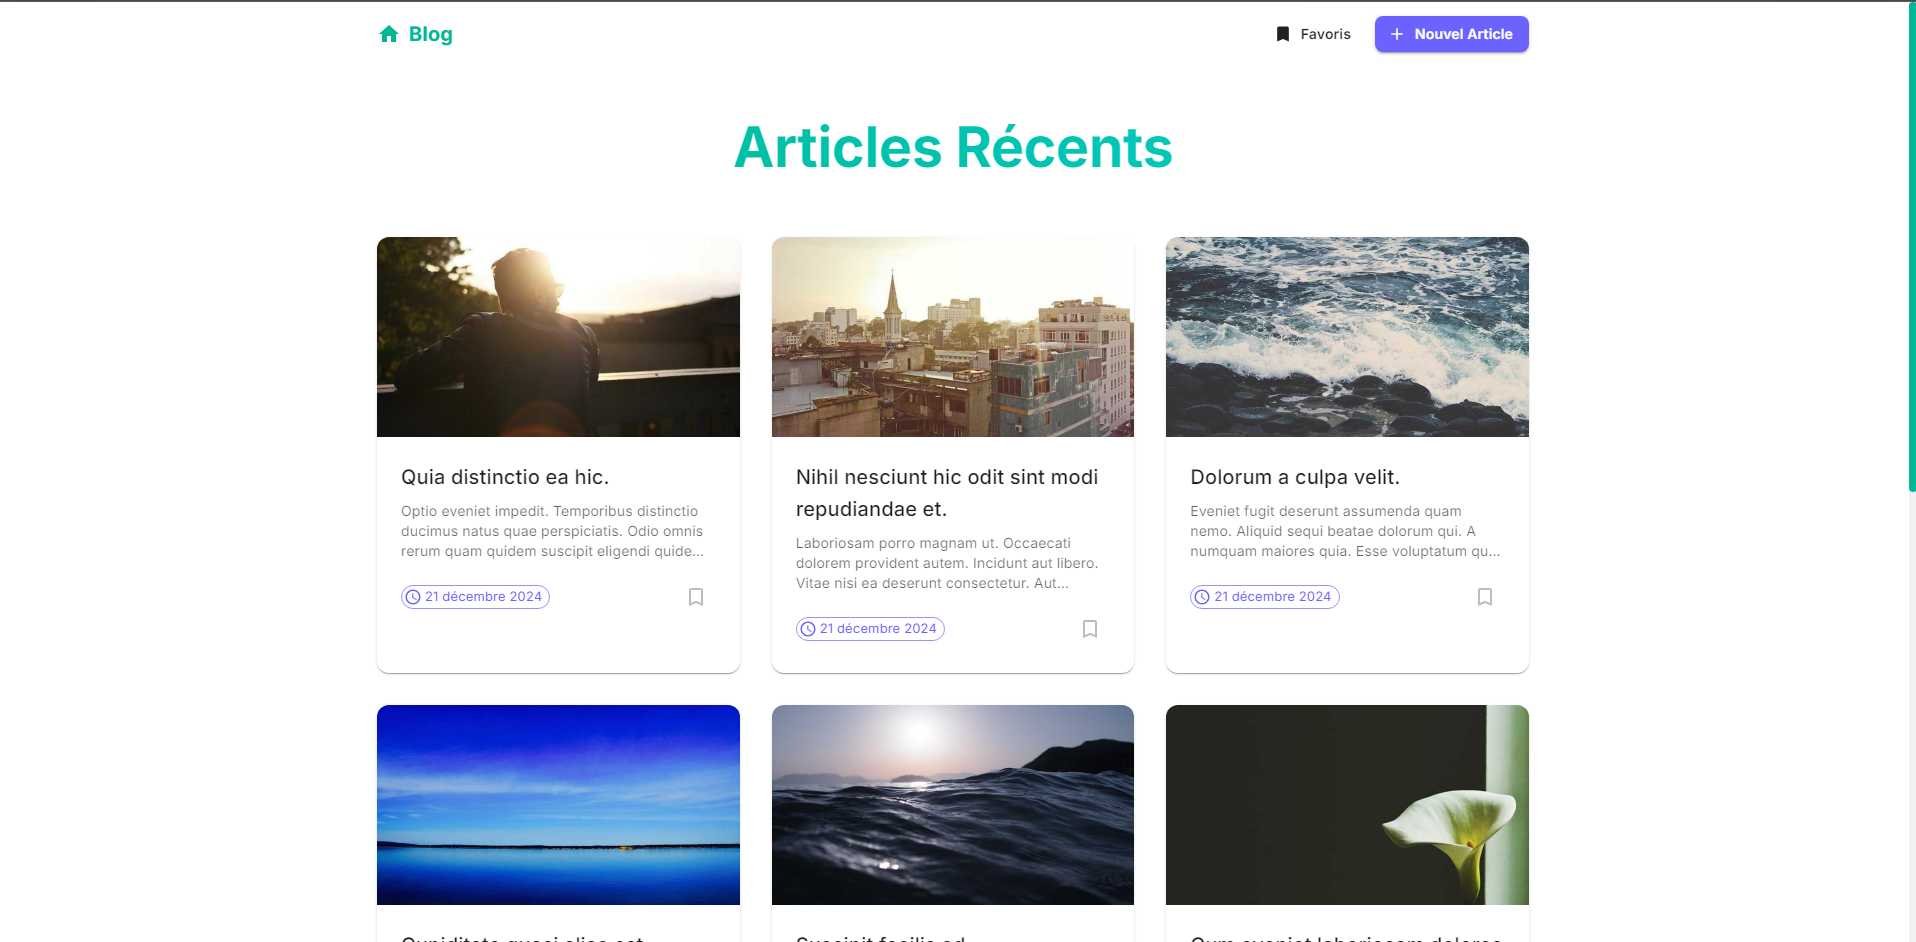 Blog
Favoris
Nouvel Article
Articles Récents
Quia distinctio ea hic.
Optio eveniet impedit. Temporibus distinctio
ducimus natus quae perspiciatis. Odio omnis
rerum quam quidem suscipit eligendi quide...
21 décembre 2024
Nihil nesciunt hic odit sint modi
repudiandae et.
Laboriosam porro magnam ut. Occaecati
dolorem provident autem. Incidunt aut libero.
Vitae nisi ea deserunt consectetur. Aut...
21 décembre 2024
Dolorum a culpa velit.
Eveniet fugit deserunt assumenda quam
nemo. Aliquid sequi beatae dolorum qui. A
numquam maiores quia. Esse voluptatum qu...
21 décembre 2024